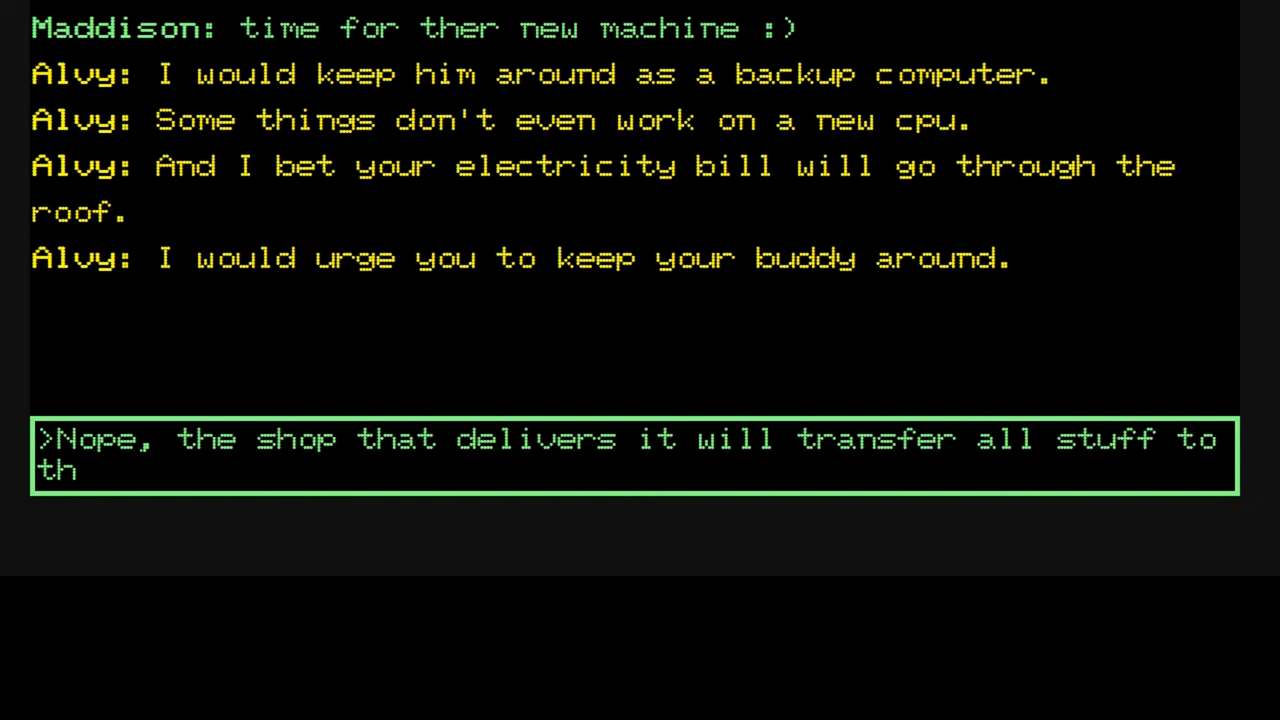 Maddison: time for ther new machine :)
Alvy: I would keep him around as a backup computer.
Alvy: Some things don't even work on a new cpu.
Alvy: And I bet your electricity bill will go through the
roof.
Alvy: I would urge you to keep your buddy around.
>Nope, the shop that delivers it will transfer all stuff to
th